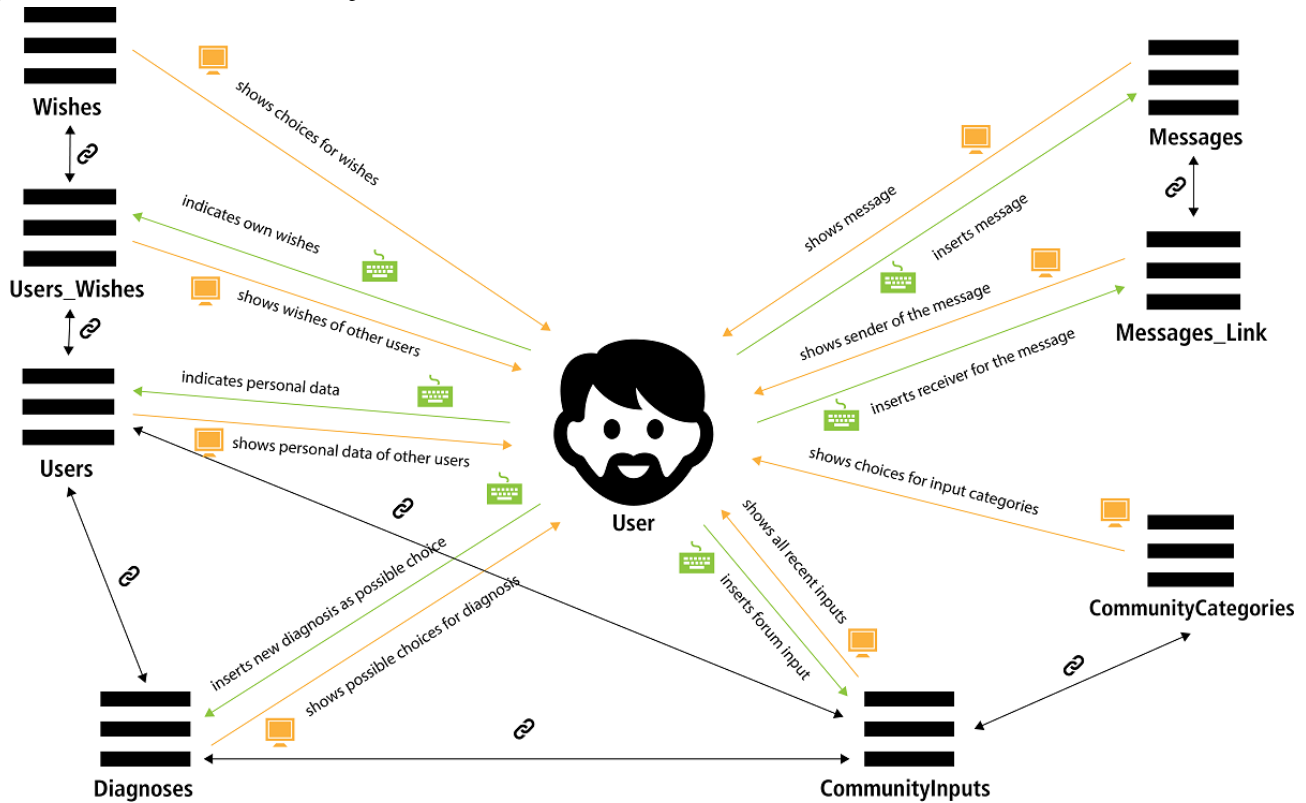 Wishes
shows choices for wishes
indicates own wishes
Users_Wishes
shows wishes of other users
indicates personal data
Users
shows personal data of other users
User
Messages
shows message
inserts message
Messages_Link
shows sender of the message
inserts receiver for the message
shows choices for input categories
CommunityCategories
shows all recent inputs
inserts forum input
inserts new diagnosis as possible choice
shows possible choices for diagnosis
Diagnoses
CommunityInputs